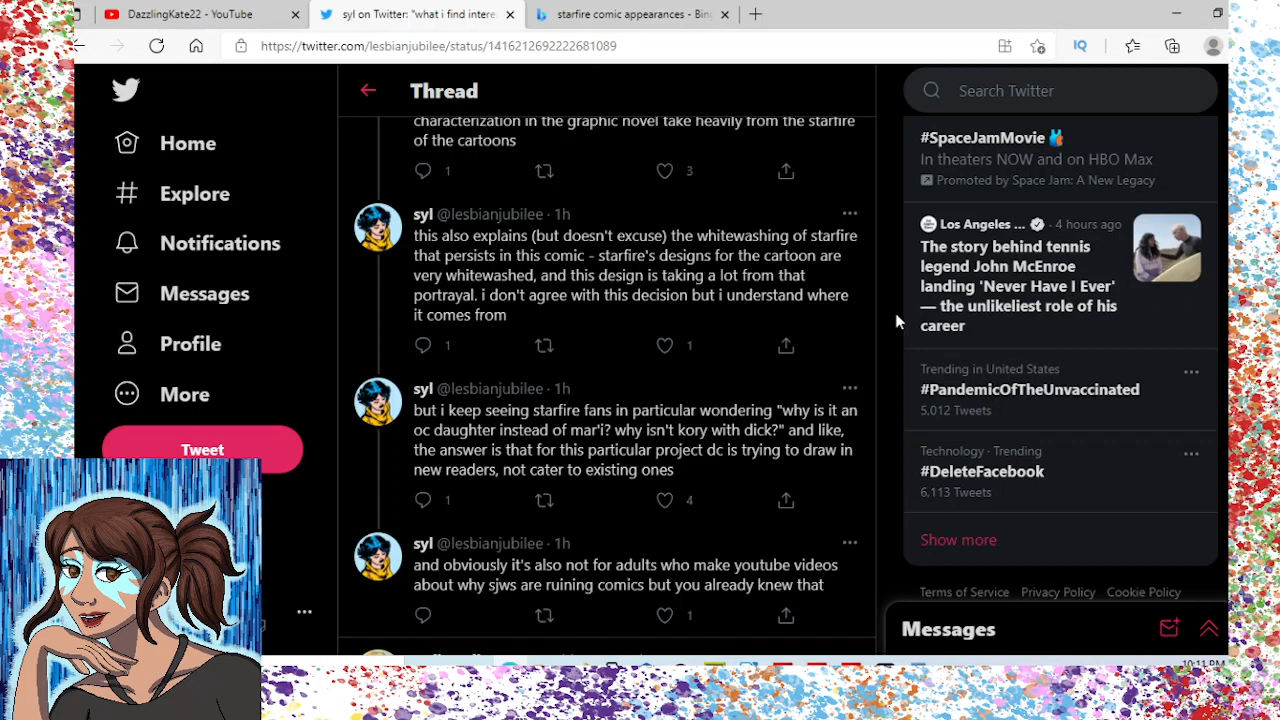 DazzlingKate22 - YouTube
syl on Twitter: "what i find intere
starfire comic appearances - Bin
https://twitter.com/lesbianjubilee/status/1416212692222681089
Home
Explore
Notifications
Messages
Profile
More
Tweet
Thread
characterization in the graphic novel take heavily from the starfire
of the cartoons
1
3
syl @lesbianjubilee · 1h
this also explains (but doesn't excuse) the whitewashing of starfire
that persists in this comic - starfire's designs for the cartoon are
very whitewashed, and this design is taking a lot from that
portrayal. i don't agree with this decision but i understand where
it comes from
1
1
syl @lesbianjubilee · 1h
but i keep seeing starfire fans in particular wondering "why is it an
oc daughter instead of mar'i? why isn't kory with dick?" and like,
the answer is that for this particular project dc is trying to draw in
new readers, not cater to existing ones
1
4
syl @lesbianjubilee · 1h
and obviously it's also not for adults who make youtube videos
about why sjws are ruining comics but you already knew that
1
Search Twitter
#SpaceJamMovie
In theaters NOW and on HBO Max
Promoted by Space Jam: A New Legacy
Los Angeles ... · 4 hours ago
The story behind tennis
legend John McEnroe
landing 'Never Have I Ever'
— the unlikeliest role of his
career
Trending in United States
#PandemicOfTheUnvaccinated
5,012 Tweets
Technology · Trending
#DeleteFacebook
6,113 Tweets
Show more
Terms of Service Privacy Policy Cookie Policy
Messages
10:11 PM